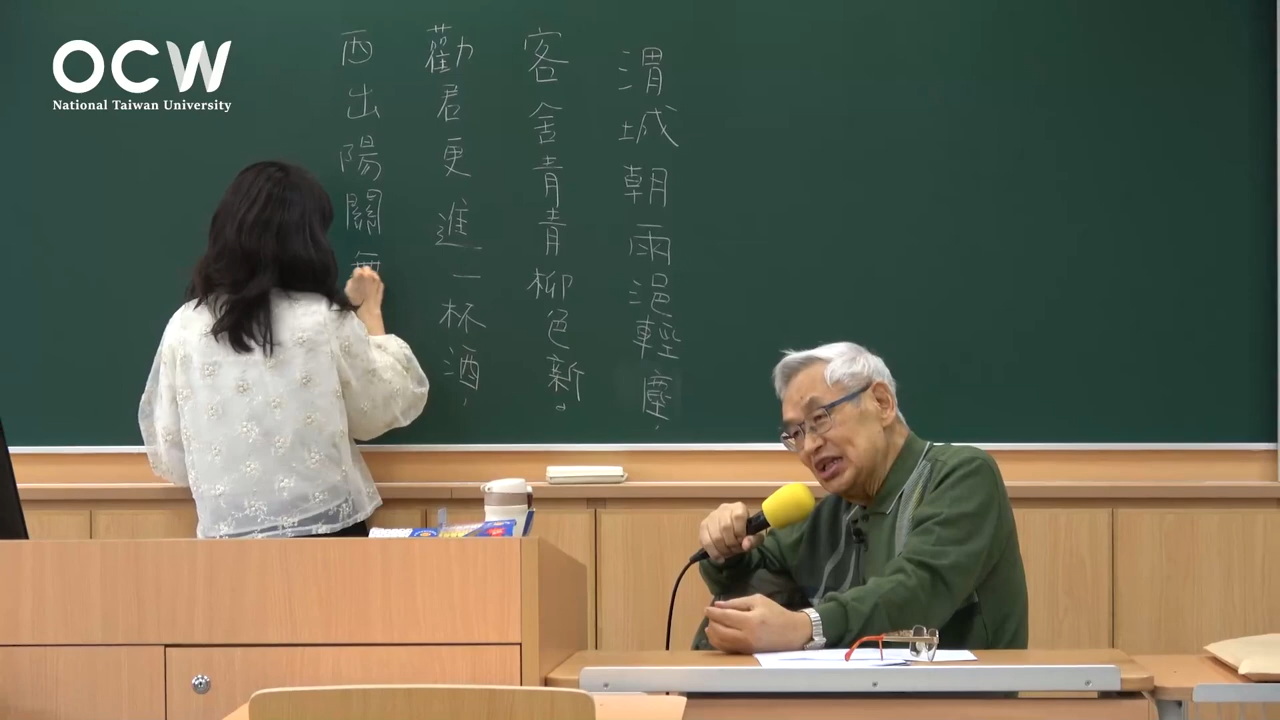 OCW
National Taiwan University
渭城朝雨浥輕塵，
客舍青青柳色新。
勸君更進一杯酒，
西出陽關無